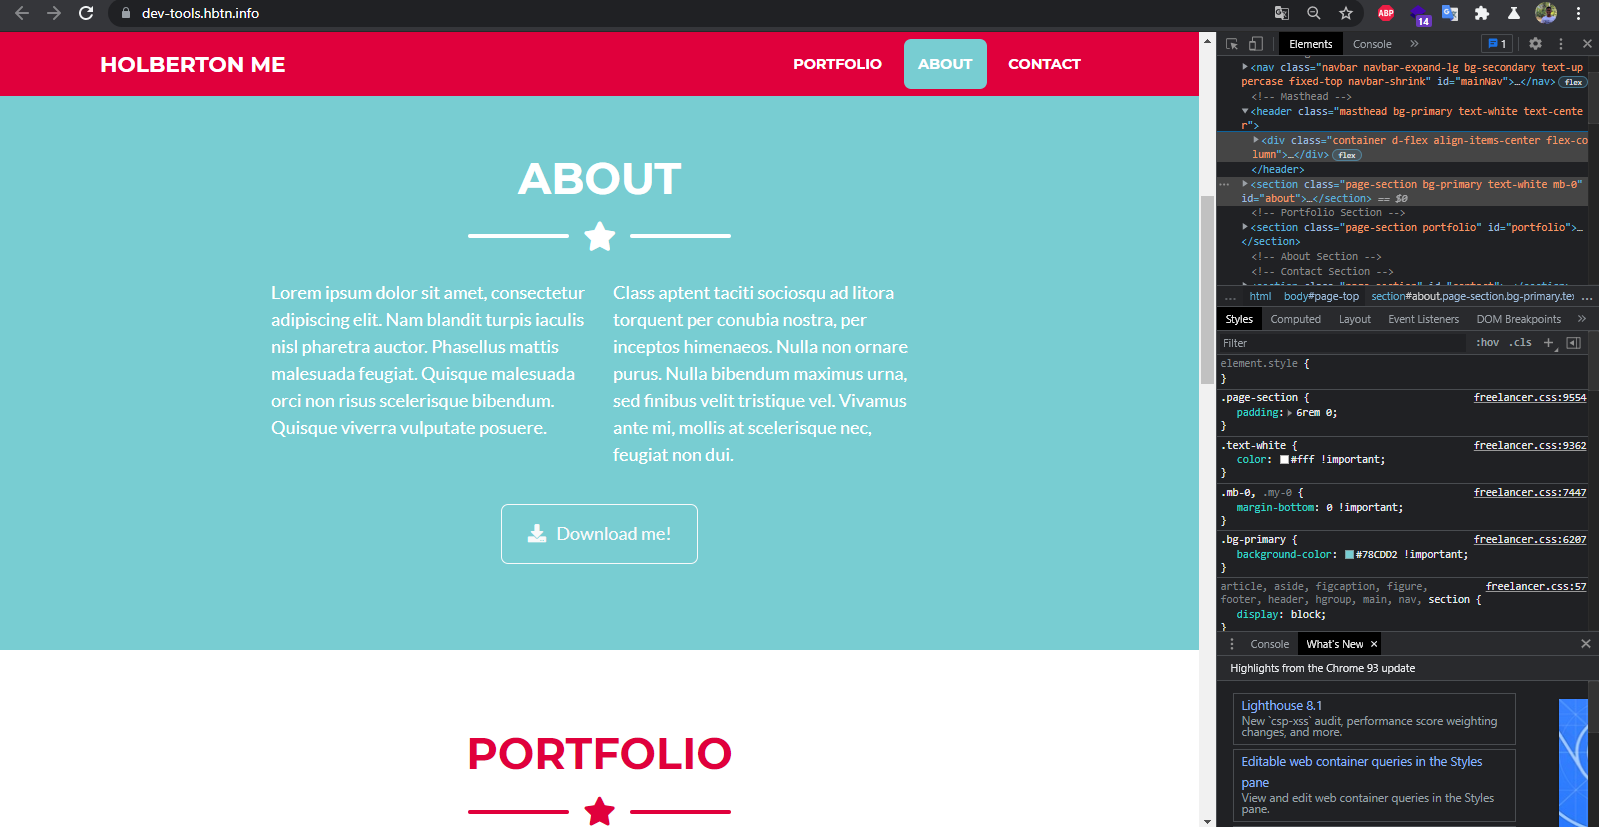 dev-tools.hbtn.info
ABP
14
HOLBERTON ME
PORTFOLIO
ABOUT
CONTACT
ABOUT
Lorem ipsum dolor sit amet, consectetur
adipiscing elit. Nam blandit turpis iaculis
nisl pharetra auctor. Phasellus mattis
malesuada feugiat. Quisque malesuada
orci non risus scelerisque bibendum.
Quisque viverra vulputate posuere.
Class aptent taciti sociosqu ad litora
torquent per conubia nostra, per
inceptos himenaeos. Nulla non ornare
purus. Nulla bibendum maximus urna,
sed finibus velit tristique vel. Vivamus
ante mi, mollis at scelerisque nec,
feugiat non dui.
Download me!
PORTFOLIO
Elements Console » 1
<nav class="navbar navbar-expand-lg bg-secondary text-up
percase fixed-top navbar-shrink" id="mainNav">…</nav> flex
<!-- Masthead -->
<header class="masthead bg-primary text-white text-cente
r">
<div class="container d-flex align-items-center flex-co
lumn">…</div> flex
</header>
<section class="page-section bg-primary text-white mb-0"
id="about">…</section> == $0
<!-- Portfolio Section -->
<section class="page-section portfolio" id="portfolio">…
</section>
<!-- About Section -->
<!-- Contact Section -->
<section class="page-section" id="contact">…</section>
… html body#page-top section#about.page-section.bg-primary.te …
Styles Computed Layout Event Listeners DOM Breakpoints »
Filter :hov .cls +
element.style {
}
.page-section { freelancer.css:9554
padding: 6rem 0;
}
.text-white { freelancer.css:9362
color: #fff !important;
}
.mb-0, .my-0 { freelancer.css:7447
margin-bottom: 0 !important;
}
.bg-primary { freelancer.css:6207
background-color: #78CDD2 !important;
}
article, aside, figcaption, figure, freelancer.css:57
footer, header, hgroup, main, nav, section {
display: block;
}
Console What's New ×
Highlights from the Chrome 93 update
Lighthouse 8.1
New `csp-xss` audit, performance score weighting
changes, and more.
Editable web container queries in the Styles
pane
View and edit web container queries in the Styles
pane.